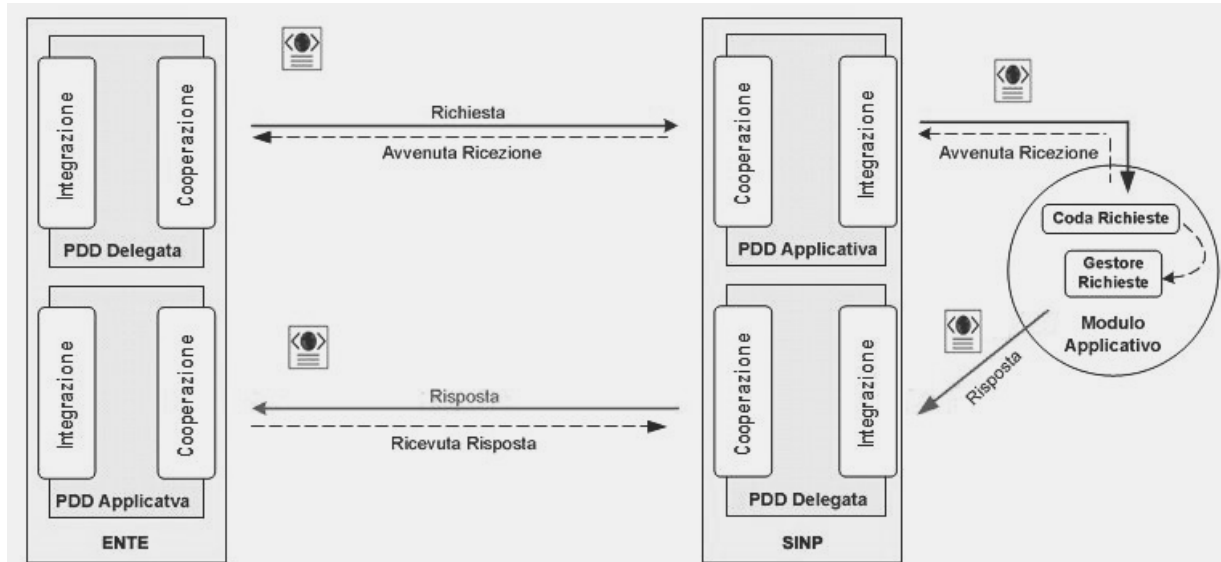 Integrazione
Cooperazione
PDD Delegata
Richiesta
Avvenuta Ricezione
Cooperazione
Integrazione
PDD Applicativa
Avvenuta Ricezione
Coda Richieste
Gestore
Richieste
Modulo
Applicativo
Risposta
Integrazione
Cooperazione
PDD Applicatva
ENTE
Risposta
Ricevuta Risposta
Cooperazione
Integrazione
PDD Delegata
SINP